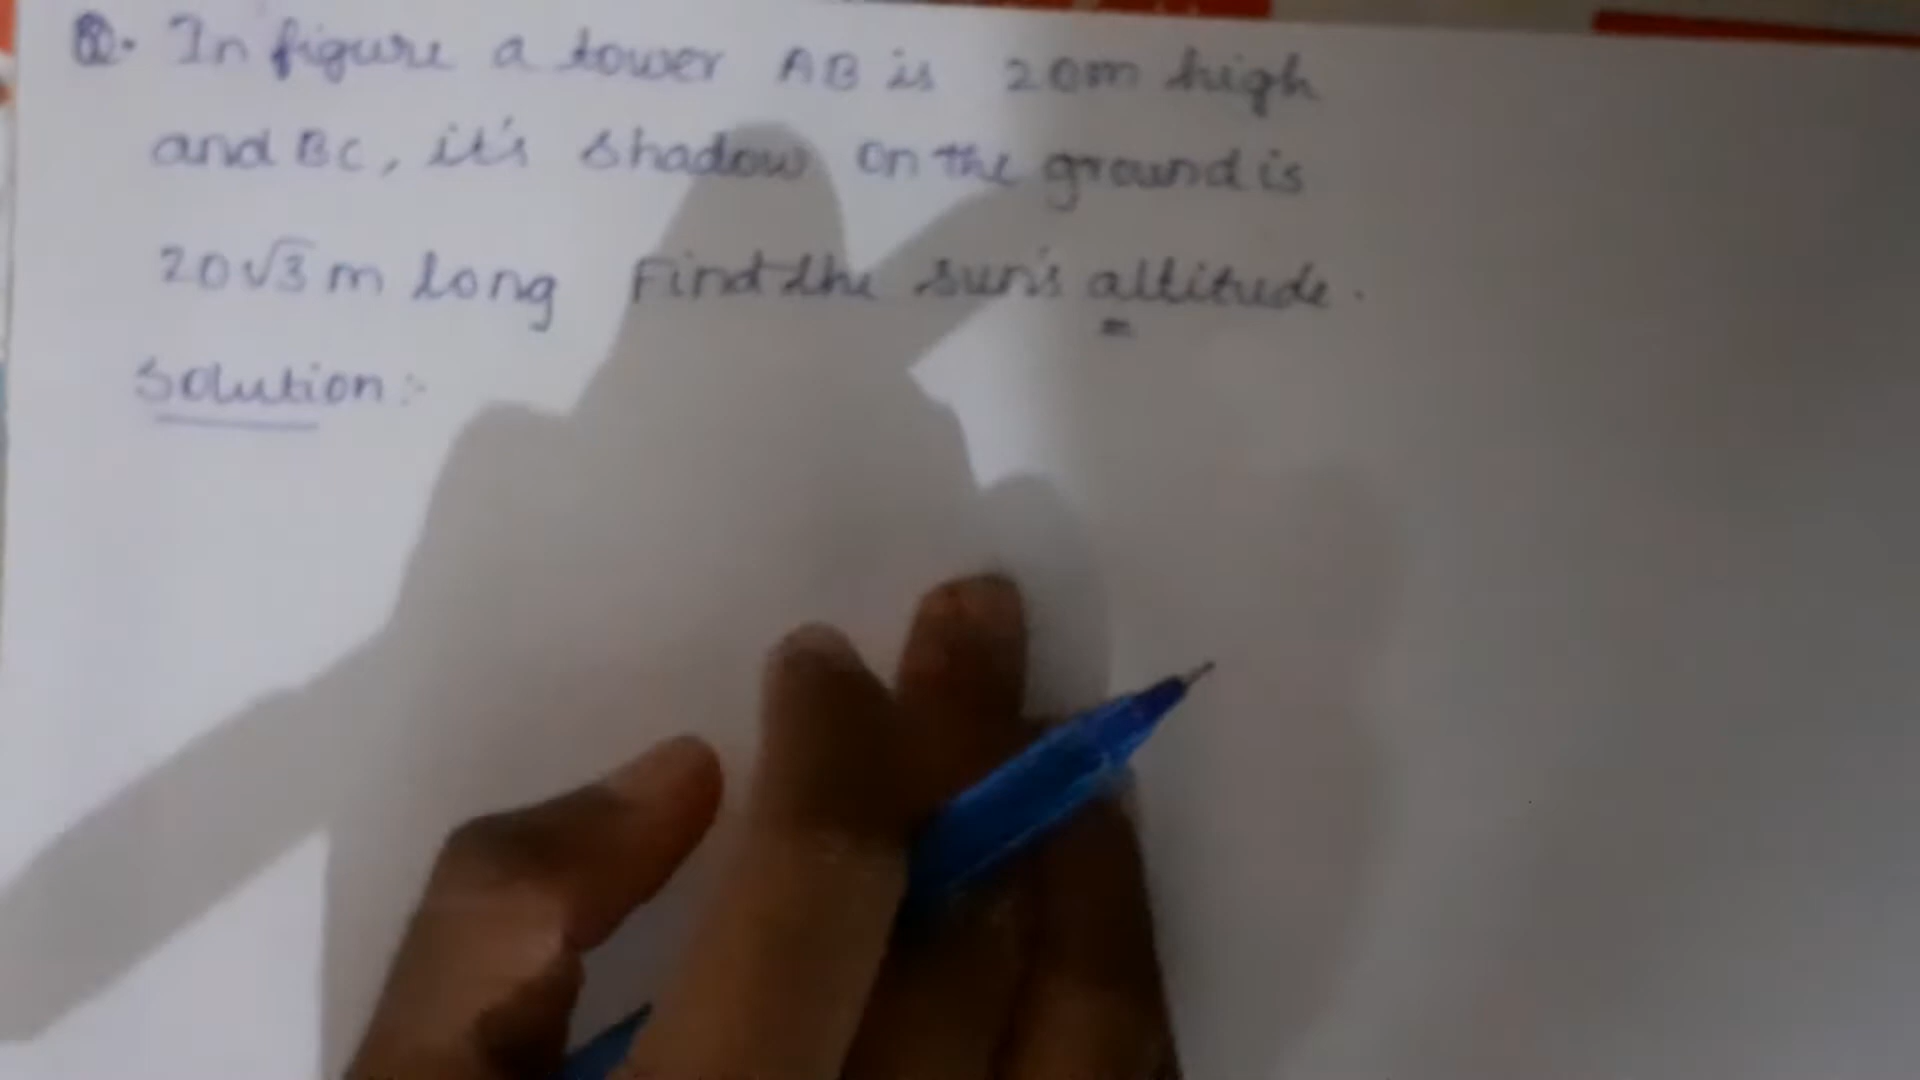 Q. In figure a tower AB is 20m high
and BC, it's shadow on the ground is
20√3 m long Find the sun's altitude.
Solution:-